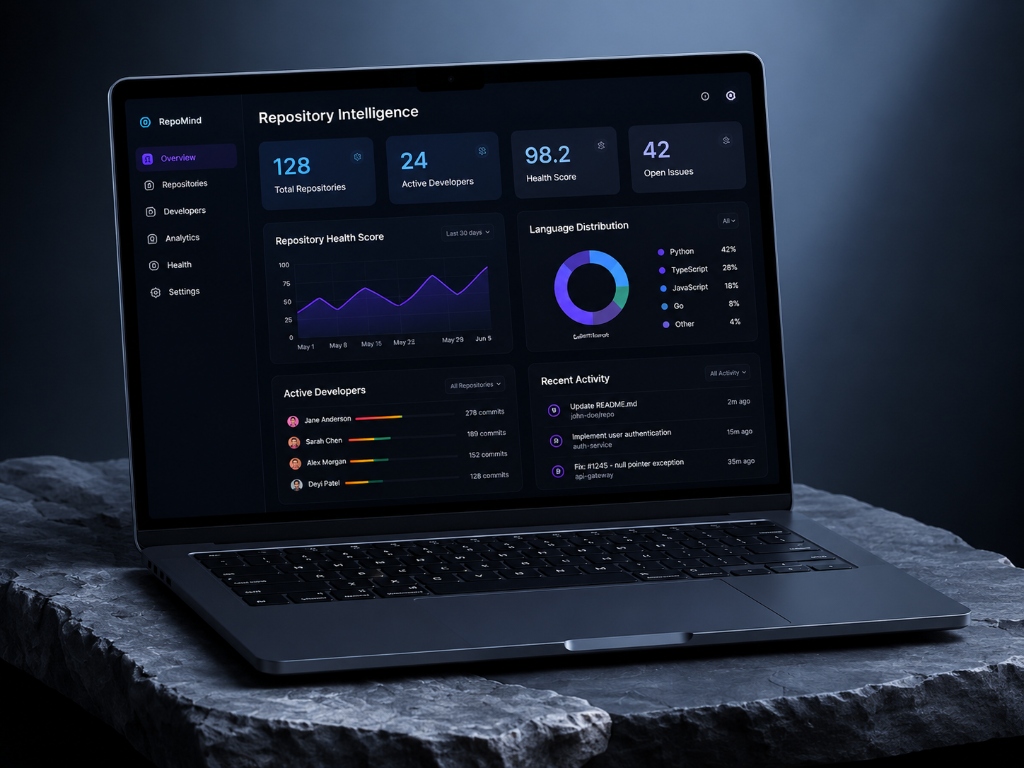 RepoMind
Overview
Repositories
Developers
Analytics
Health
Settings
Repository Intelligence
128
Total Repositories
24
Active Developers
98.2
Health Score
42
Open Issues
Repository Health Score
Last 30 days
100
75
50
25
0
May 1
May 8
May 15
May 22
May 29
Jun 5
Language Distribution
All
Python 42%
TypeScript 28%
JavaScript 18%
Go 8%
Other 4%
Active Developers
All Repositories
Jane Anderson 278 commits
Sarah Chen 189 commits
Alex Morgan 152 commits
Deyl Patel 128 commits
Recent Activity
All Activity
Update README.md 2m ago
john-doe/repo
Implement user authentication 15m ago
auth-service
Fix: #1245 - null pointer exception 35m ago
api-gateway